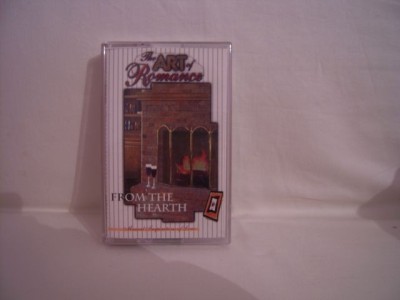 The ART of
Romance
FROM THE
HEARTH